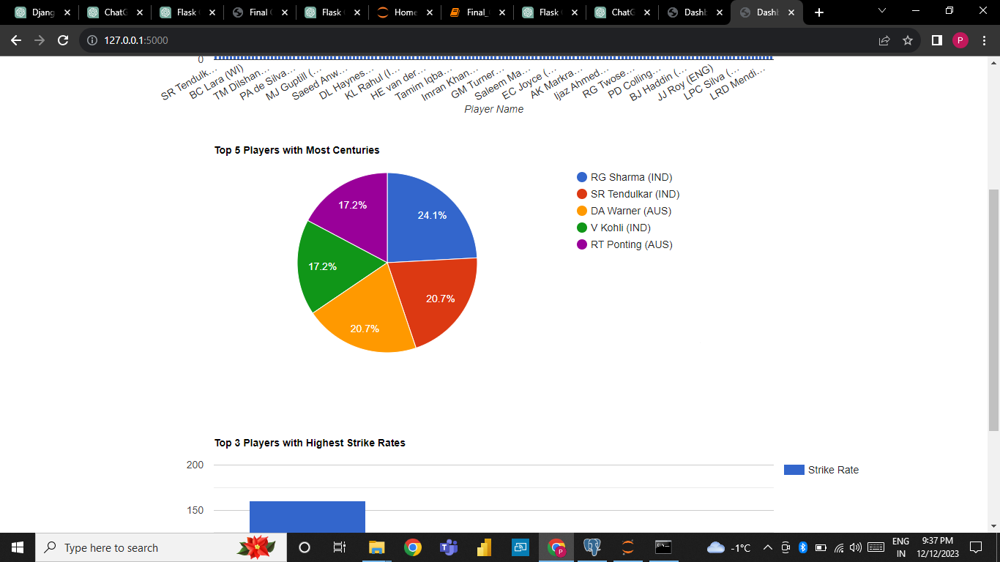 Djang
ChatG
Flask
Final
Flask
Home
Final_
Flask
ChatG
Dashb
Dashb
127.0.0.1:5000
P
0
SR Tendulk…
BC Lara (WI)
TM Dilshan…
PA de Silva…
MJ Guptill (…
Saeed Anw…
DL Haynes…
KL Rahul (I…
HE van der…
Tamim Iqba…
Imran Khan…
GM Turner…
Saleem Ma…
EC Joyce (…
AK Markra…
Ijaz Ahmed…
RG Twose…
PD Colling…
BJ Haddin (…
JJ Roy (ENG)
LPC Silva (…
LRD Mendi…
Player Name
Top 5 Players with Most Centuries
17.2%
24.1%
17.2%
20.7%
20.7%
RG Sharma (IND)
SR Tendulkar (IND)
DA Warner (AUS)
V Kohli (IND)
RT Ponting (AUS)
Top 3 Players with Highest Strike Rates
200
150
Strike Rate
Type here to search
P
-1°C
ENG
IN
9:37 PM
12/12/2023